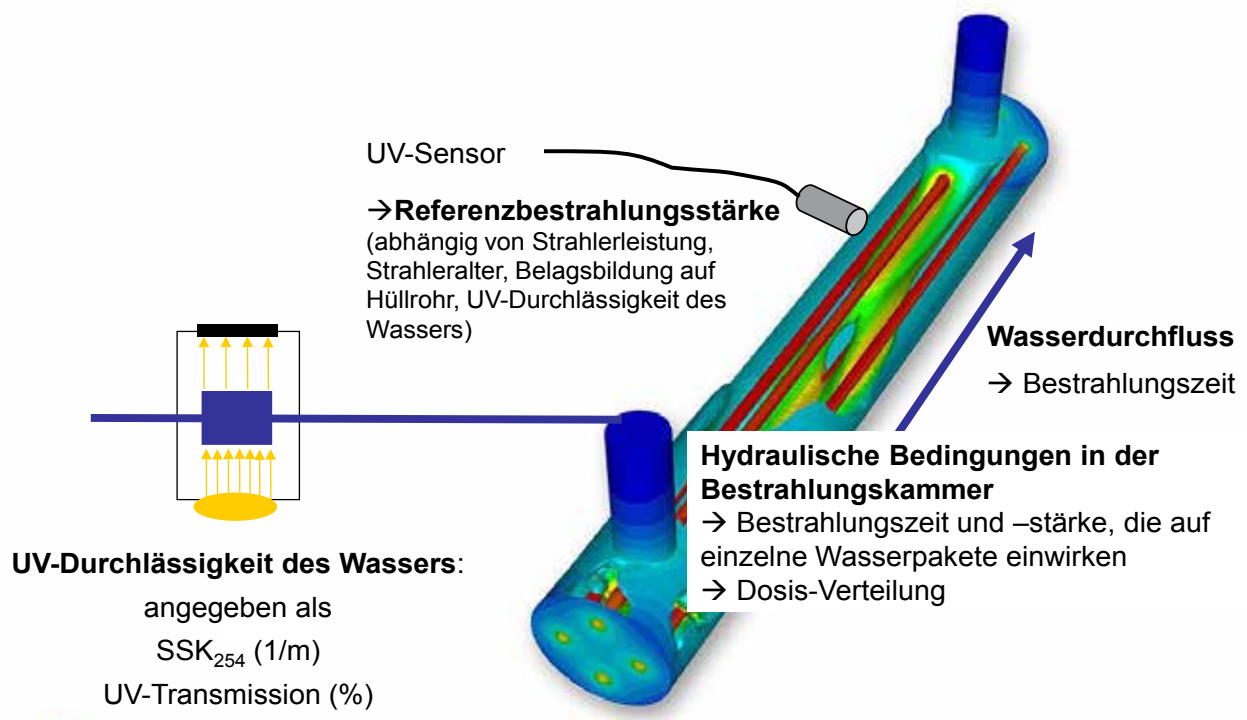 UV-Sensor
→Referenzbestrahlungsstärke
(abhängig von Strahlerleistung,
Strahleralter, Belagsbildung auf
Hüllrohr, UV-Durchlässigkeit des
Wassers)
Wasserdurchfluss
→ Bestrahlungszeit
Hydraulische Bedingungen in der
Bestrahlungskammer
→ Bestrahlungszeit und –stärke, die auf
einzelne Wasserpakete einwirken
→ Dosis-Verteilung
UV-Durchlässigkeit des Wassers:
angegeben als
SSK₂₅₄ (1/m)
UV-Transmission (%)